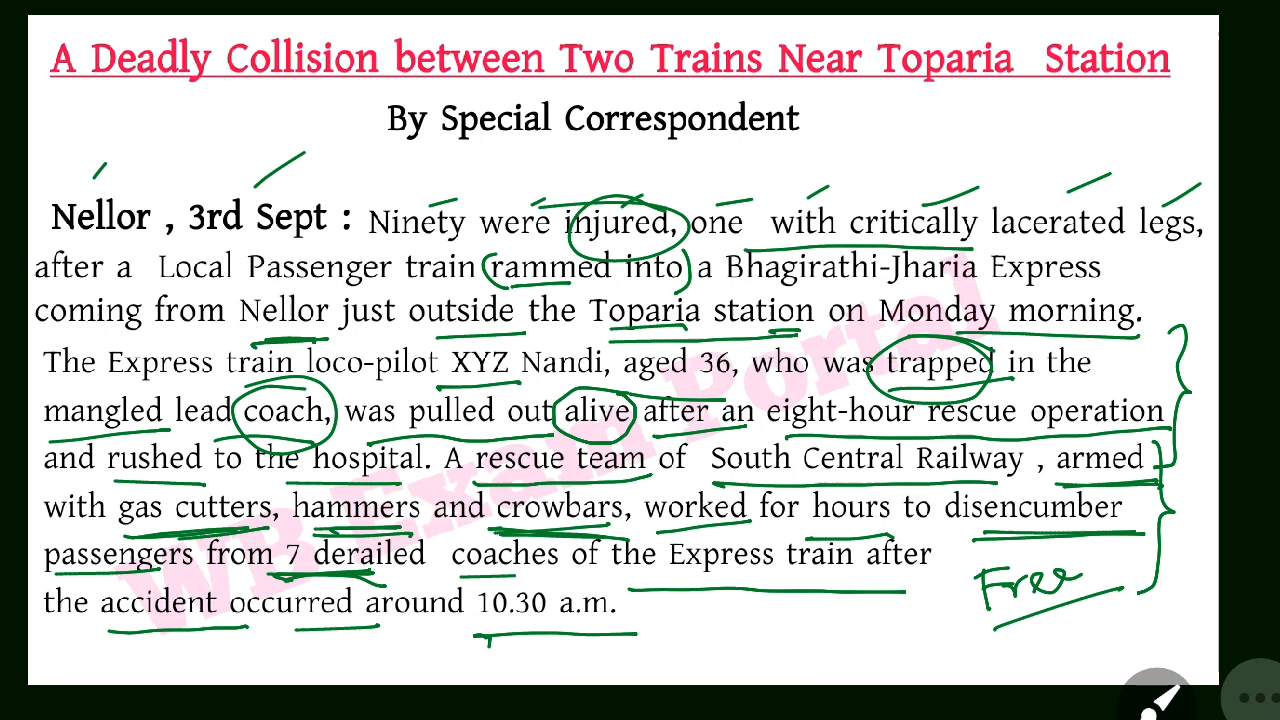 A Deadly Collision between Two Trains Near Toparia Station
By Special Correspondent
Nellor , 3rd Sept : Ninety were injured, one with critically lacerated legs,
after a Local Passenger train rammed into a Bhagirathi-Jharia Express
coming from Nellor just outside the Toparia station on Monday morning.
The Express train loco-pilot XYZ Nandi, aged 36, who was trapped in the
mangled lead coach, was pulled out alive after an eight-hour rescue operation
and rushed to the hospital. A rescue team of South Central Railway , armed
with gas cutters, hammers and crowbars, worked for hours to disencumber
passengers from 7 derailed coaches of the Express train after
Free
the accident occurred around 10.30 a.m.
WB Exam Portal